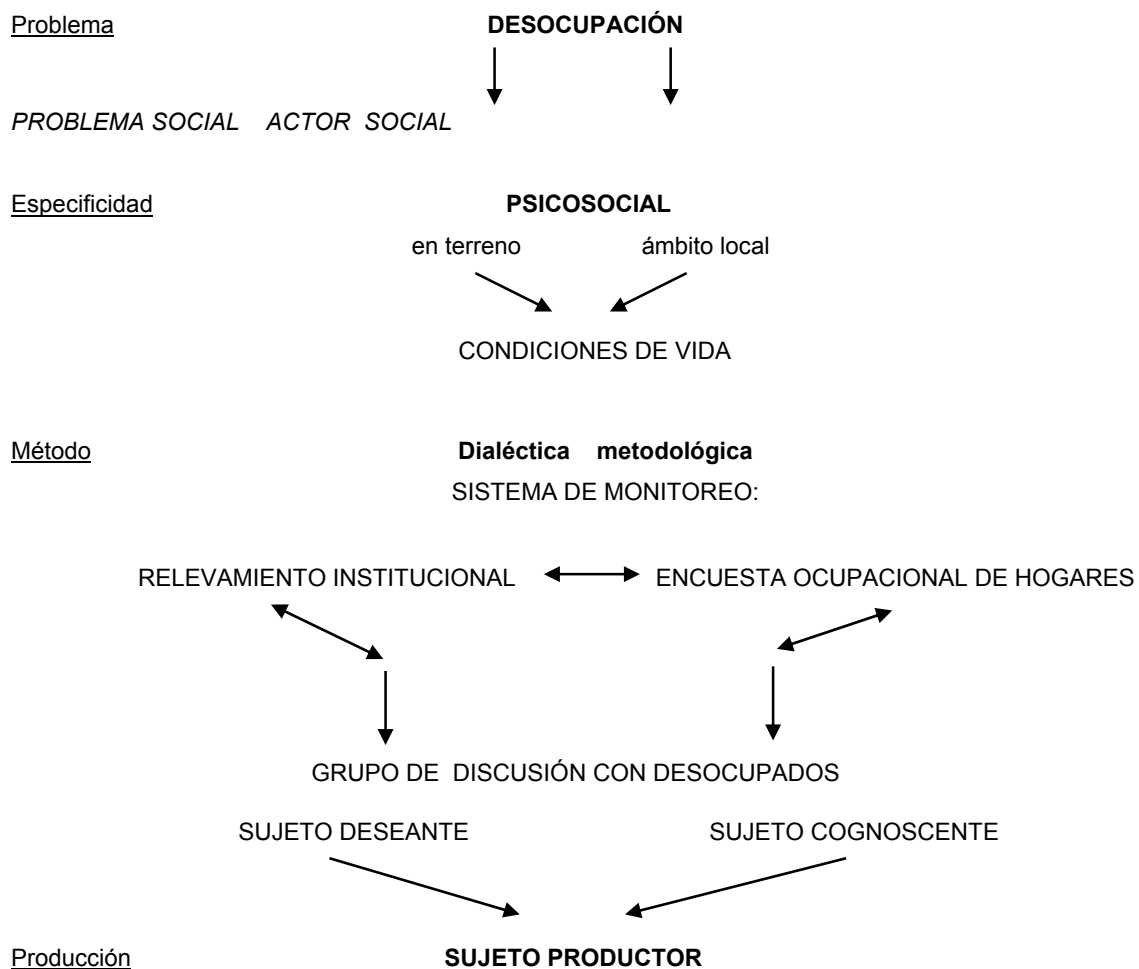 Problema DESOCUPACIÓN
PROBLEMA SOCIAL ACTOR SOCIAL
Especificidad PSICOSOCIAL
en terreno ámbito local
CONDICIONES DE VIDA
Método Dialéctica metodológica
SISTEMA DE MONITOREO:
RELEVAMIENTO INSTITUCIONAL ENCUESTA OCUPACIONAL DE HOGARES
GRUPO DE DISCUSIÓN CON DESOCUPADOS
SUJETO DESEANTE SUJETO COGNOSCENTE
Producción SUJETO PRODUCTOR